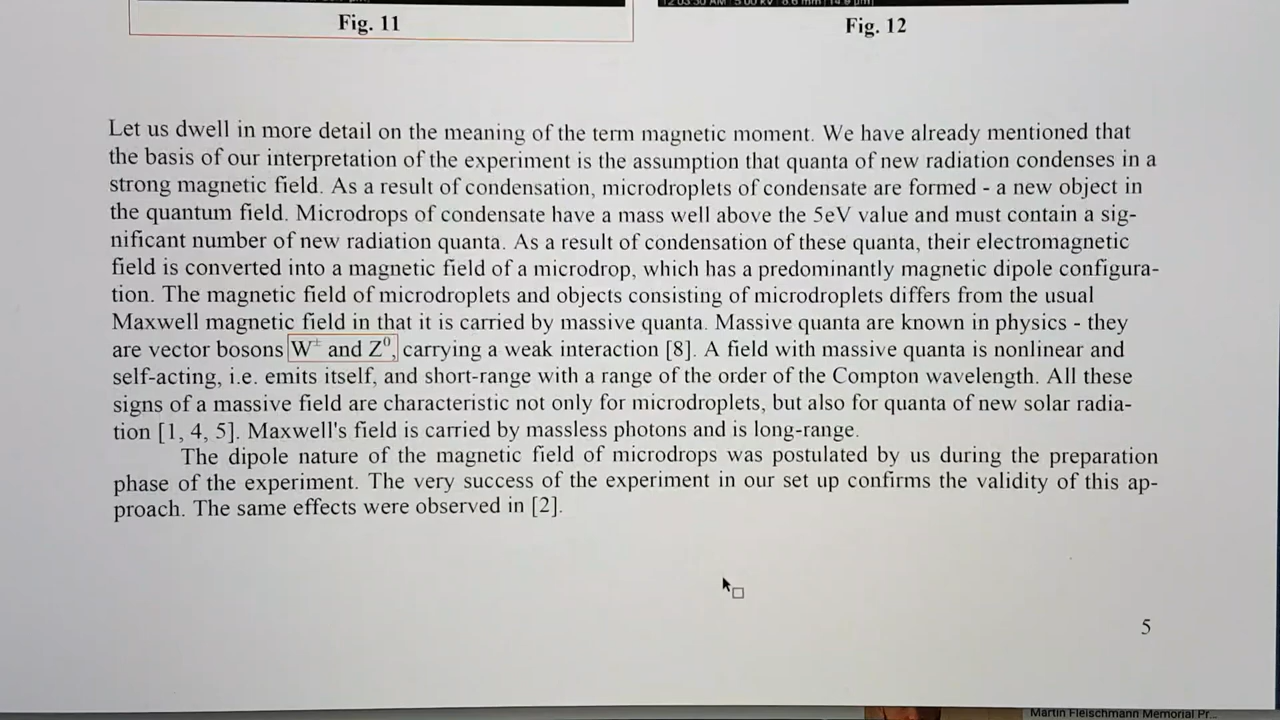 Fig. 11
Fig. 12
Let us dwell in more detail on the meaning of the term magnetic moment. We have already mentioned that
the basis of our interpretation of the experiment is the assumption that quanta of new radiation condenses in a
strong magnetic field. As a result of condensation, microdroplets of condensate are formed - a new object in
the quantum field. Microdrops of condensate have a mass well above the 5eV value and must contain a sig-
nificant number of new radiation quanta. As a result of condensation of these quanta, their electromagnetic
field is converted into a magnetic field of a microdrop, which has a predominantly magnetic dipole configura-
tion. The magnetic field of microdroplets and objects consisting of microdroplets differs from the usual
Maxwell magnetic field in that it is carried by massive quanta. Massive quanta are known in physics - they
are vector bosons W± and Z⁰, carrying a weak interaction [8]. A field with massive quanta is nonlinear and
self-acting, i.e. emits itself, and short-range with a range of the order of the Compton wavelength. All these
signs of a massive field are characteristic not only for microdroplets, but also for quanta of new solar radia-
tion [1, 4, 5]. Maxwell's field is carried by massless photons and is long-range.
The dipole nature of the magnetic field of microdrops was postulated by us during the preparation
phase of the experiment. The very success of the experiment in our set up confirms the validity of this ap-
proach. The same effects were observed in [2].
5
Martin Fleischmann Memorial Pr...